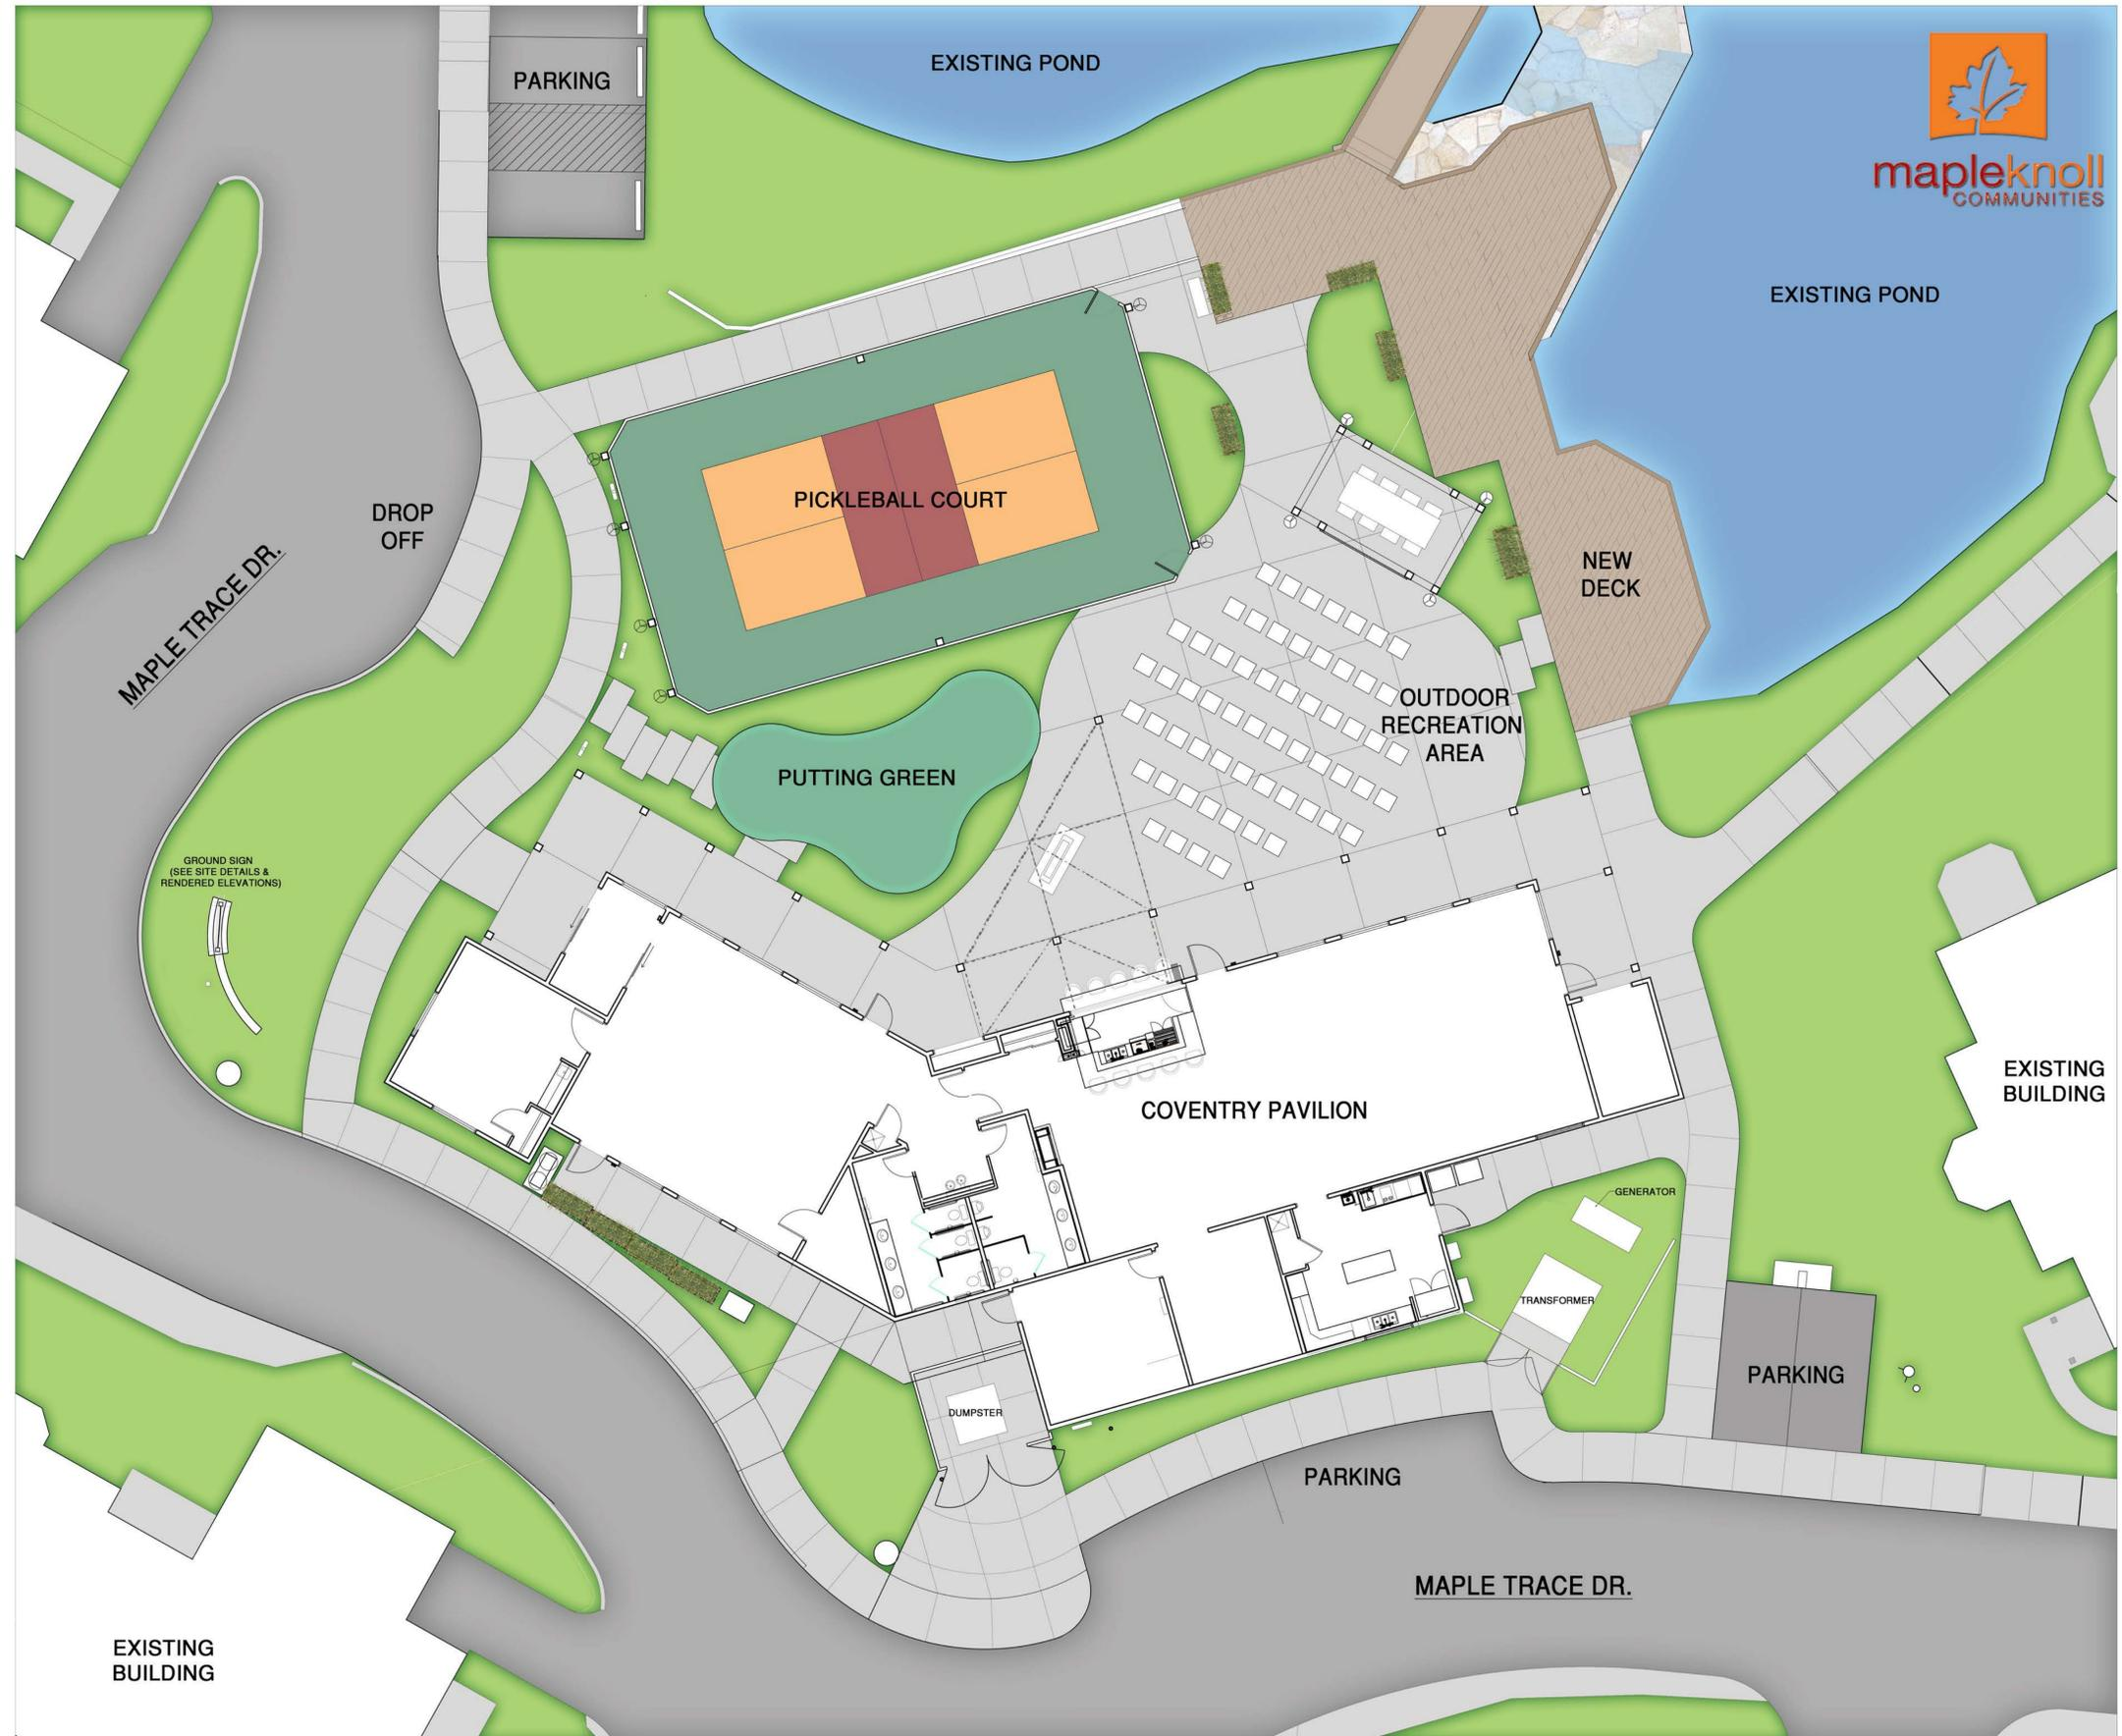 EXISTING POND
PARKING
mapleknoll
COMMUNITIES
EXISTING POND
PICKLEBALL COURT
DROP
OFF
NEW
DECK
MAPLE TRACE DR.
OUTDOOR
RECREATION
AREA
PUTTING GREEN
GROUND SIGN
(SEE SITE DETAILS &
RENDERED ELEVATIONS)
EXISTING
BUILDING
COVENTRY PAVILION
GENERATOR
TRANSFORMER
PARKING
DUMPSTER
PARKING
MAPLE TRACE DR.
EXISTING
BUILDING